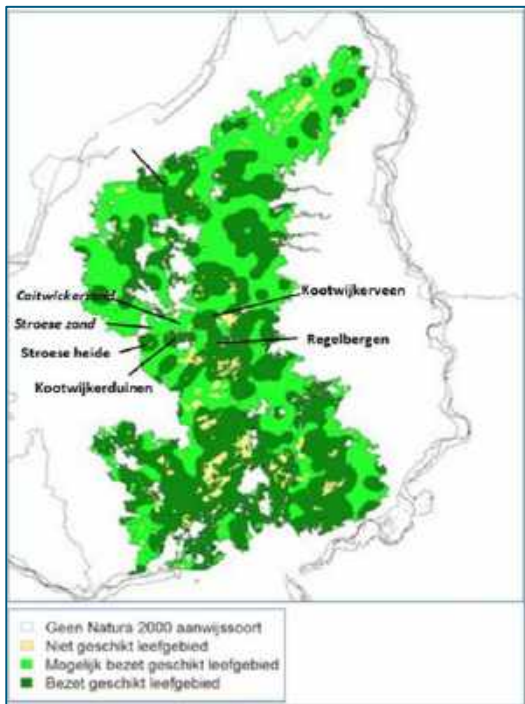 Kootwijkerveen
Caitwickerzand
Stroese zand
Regelbergen
Stroese heide
Kootwijkerduinen
Geen Natura 2000 aanwijssoort
Niet geschikt leefgebied
Mogelijk bezet geschikt leefgebied
Bezet geschikt leefgebied